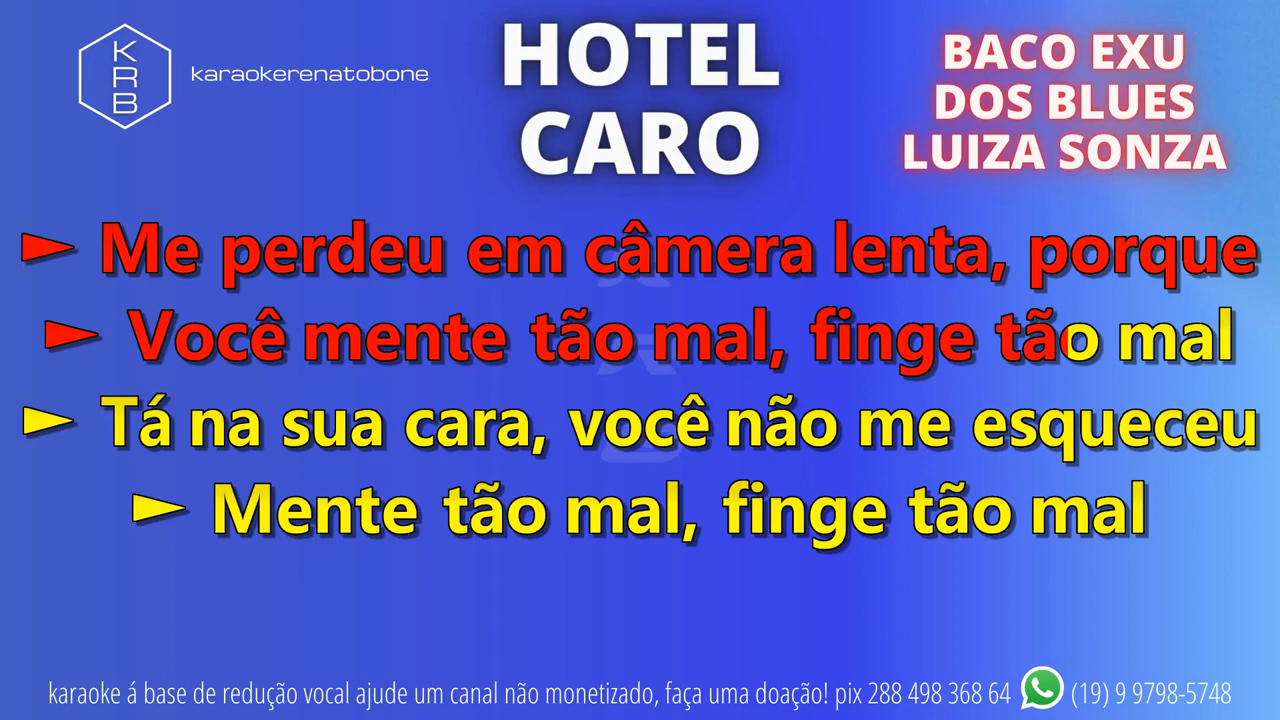 KRB
karaokerenatobone
HOTEL
CARO
BACO EXU
DOS BLUES
LUIZA SONZA
► Me perdeu em câmera lenta, porque
► Você mente tão mal, finge tão mal
► Tá na sua cara, você não me esqueceu
► Mente tão mal, finge tão mal
karaoke á base de redução vocal ajude um canal não monetizado, faça uma doação! pix 288 498 368 64 (19) 9 9798-5748